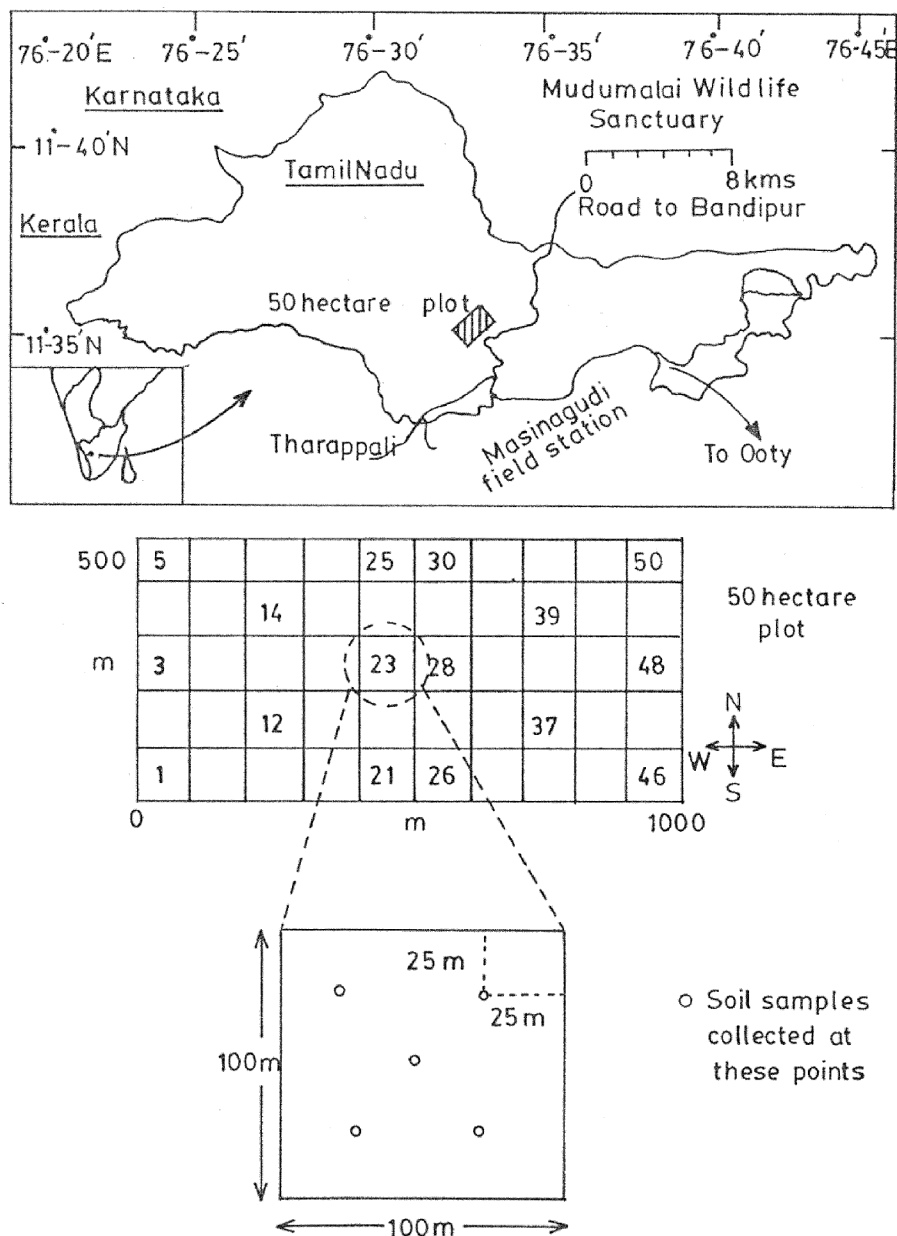 76°-20'E 76°-25' 76°-30' 76°-35' 76°-40' 76°-45'E
Karnataka
Mudumalai Wildlife
Sanctuary
11°-40'N
TamilNadu
0 8kms
Road to Bandipur
Kerala
50 hectare plot
11-35'N
Tharappali
Masinagudi
field station
To Ooty
500 5 25 30 50
14 39
50 hectare
plot
m 3 23 28 48
12 37
N
W E
S
1 21 26 46
0 m 1000
25 m
25 m
100m
Soil samples
collected at
these points
100m